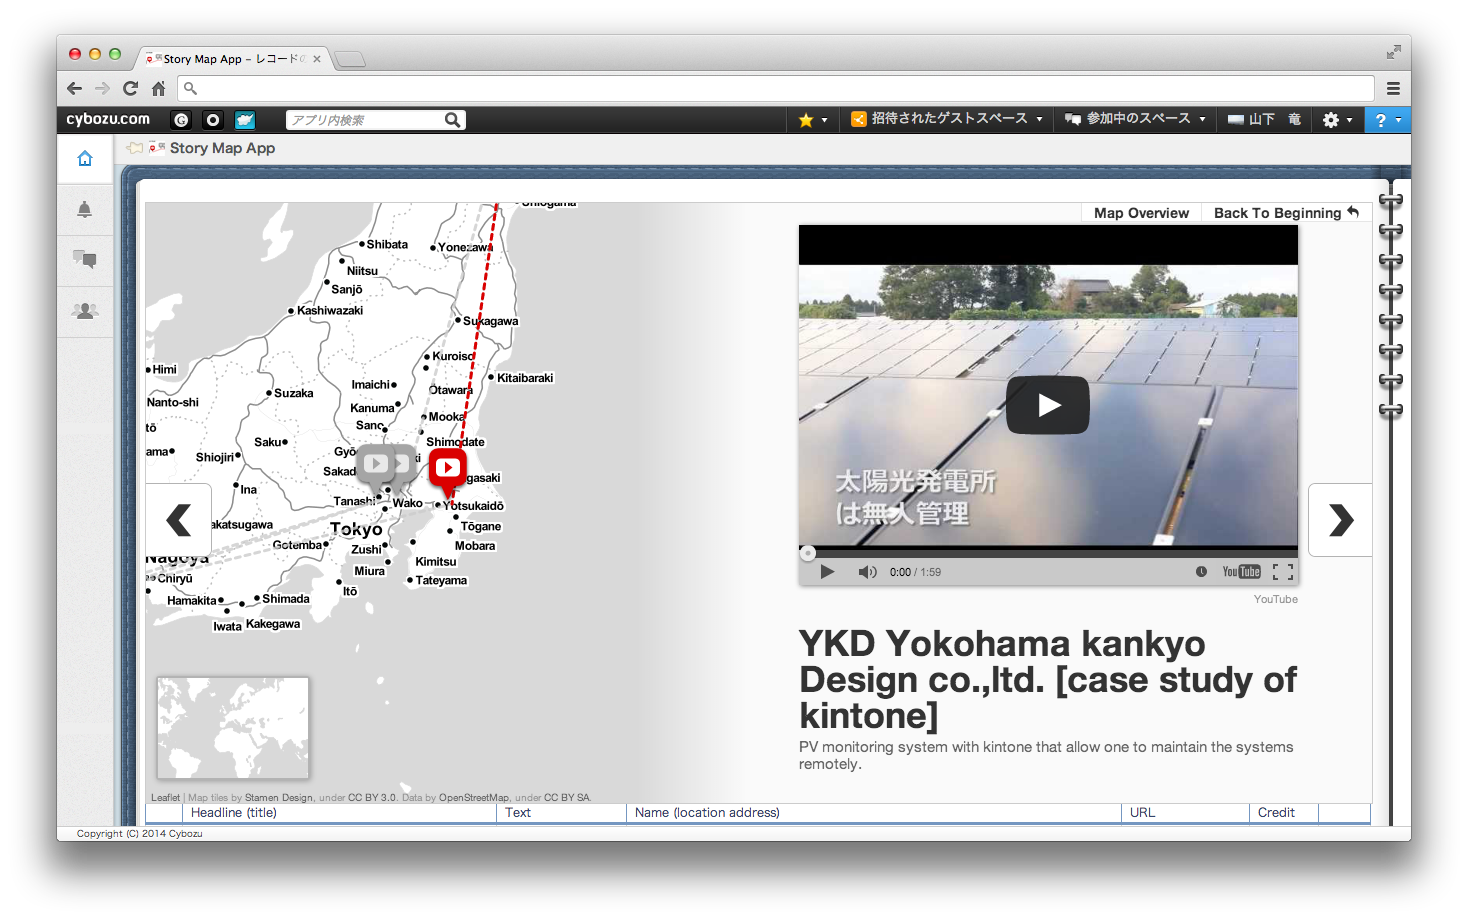 Story Map App – レコードの
cybozu.com
アプリ内検索
招待されたゲストスペース
参加中のスペース
山下 竜
?
Story Map App
Map Overview
Back To Beginning
Shiogama
Shibata
Yonezawa
Niitsu
Sanjō
Kashiwazaki
Sukagawa
Kuroiso
Himi
Imaichi
Otawara
Kitaibaraki
Nanto-shi
Suzaka
Kanuma
Mooka
tō
Sano
Saku
Shimodate
ama
Shiojiri
Gyō
ki
Sakad
gasaki
Ina
Tanashi
Wako
Yotsukaidō
akatsugawa
Tokyo
Tōgane
Nagoya
Gotemba
Zushi
Mobara
Chiryū
Miura
Kimitsu
Tateyama
Hamakita
Shimada
Itō
Iwata
Kakegawa
Leaflet | Map tiles by Stamen Design, under CC BY 3.0. Data by OpenStreetMap, under CC BY SA.
太陽光発電所
は無人管理
0:00 / 1:59
YouTube
YouTube
YKD Yokohama kankyo
Design co.,ltd. [case study of
kintone]
PV monitoring system with kintone that allow one to maintain the systems
remotely.
Headline (title)
Text
Name (location address)
URL
Credit
Copyright (C) 2014 Cybozu